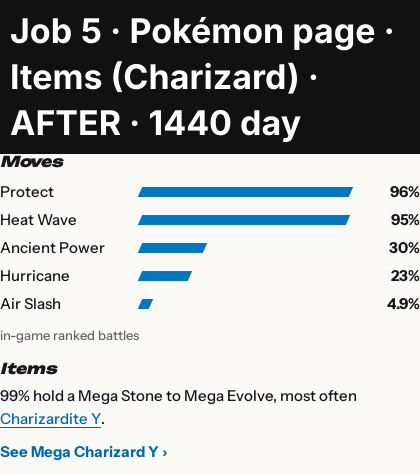 Job 5 · Pokémon page ·
Items (Charizard) ·
AFTER · 1440 day
Moves
Protect 96%
Heat Wave 95%
Ancient Power 30%
Hurricane 23%
Air Slash 4.9%
in-game ranked battles
Items
99% hold a Mega Stone to Mega Evolve, most often
Charizardite Y.
See Mega Charizard Y ›